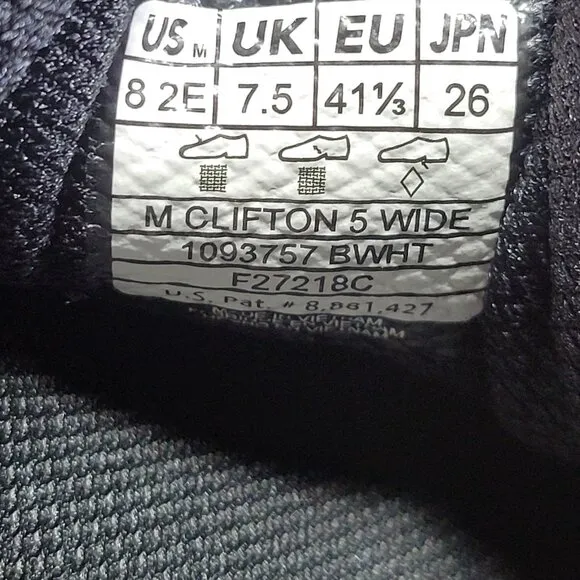 US M UK EU JPN
8 2E 7.5 41⅓ 26
M CLIFTON 5 WIDE
1093757 BWHT
F27218C
U.S. Pat. # 8,861,427
MADE IN VIETNAM